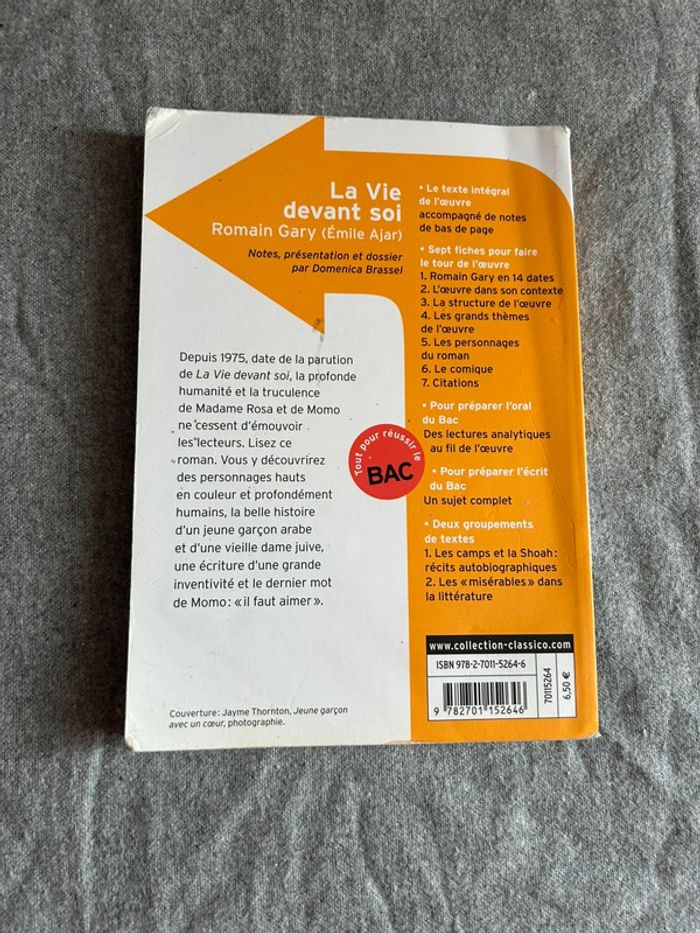 La Vie
devant soi
Romain Gary (Émile Ajar)
Notes, présentation et dossier
par Domenica Brassel
Depuis 1975, date de la parution
de La Vie devant soi, la profonde
humanité et la truculence
de Madame Rosa et de Momo
ne cessent d'émouvoir
les lecteurs. Lisez ce
roman. Vous y découvrirez
des personnages hauts
en couleur et profondément
humains, la belle histoire
d'un jeune garçon arabe
et d'une vieille dame juive,
une écriture d'une grande
inventivité et le dernier mot
de Momo : « il faut aimer ».
Couverture : Jayme Thornton, Jeune garçon
avec un cœur, photographie.
Tout pour réussir le
BAC
• Le texte intégral
de l'œuvre
accompagné de notes
de bas de page
• Sept fiches pour faire
le tour de l'œuvre
1. Romain Gary en 14 dates
2. L'œuvre dans son contexte
3. La structure de l'œuvre
4. Les grands thèmes
de l'œuvre
5. Les personnages
du roman
6. Le comique
7. Citations
• Pour préparer l'oral
du Bac
Des lectures analytiques
au fil de l'œuvre
• Pour préparer l'écrit
du Bac
Un sujet complet
• Deux groupements
de textes
1. Les camps et la Shoah :
récits autobiographiques
2. Les « misérables » dans
la littérature
www.collection-classico.com
ISBN 978-2-7011-5264-6
9 782701 152646
70115264
6,50 €